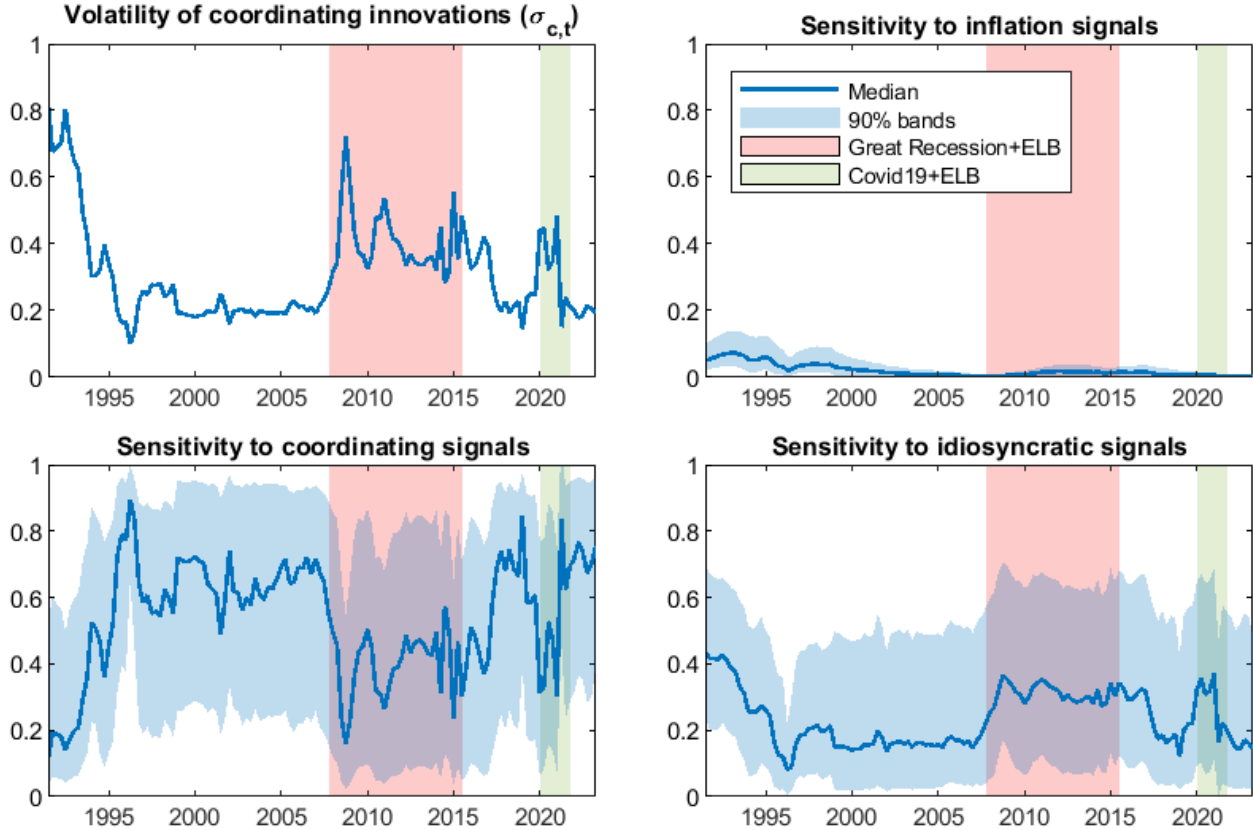 Volatility of coordinating innovations (σc,t)
1
0.8
0.6
0.4
0.2
0
1995 2000 2005 2010 2015 2020
Sensitivity to inflation signals
1
0.8
0.6
0.4
0.2
0
1995 2000 2005 2010 2015 2020
Median
90% bands
Great Recession+ELB
Covid19+ELB
Sensitivity to coordinating signals
1
0.8
0.6
0.4
0.2
0
1995 2000 2005 2010 2015 2020
Sensitivity to idiosyncratic signals
1
0.8
0.6
0.4
0.2
0
1995 2000 2005 2010 2015 2020